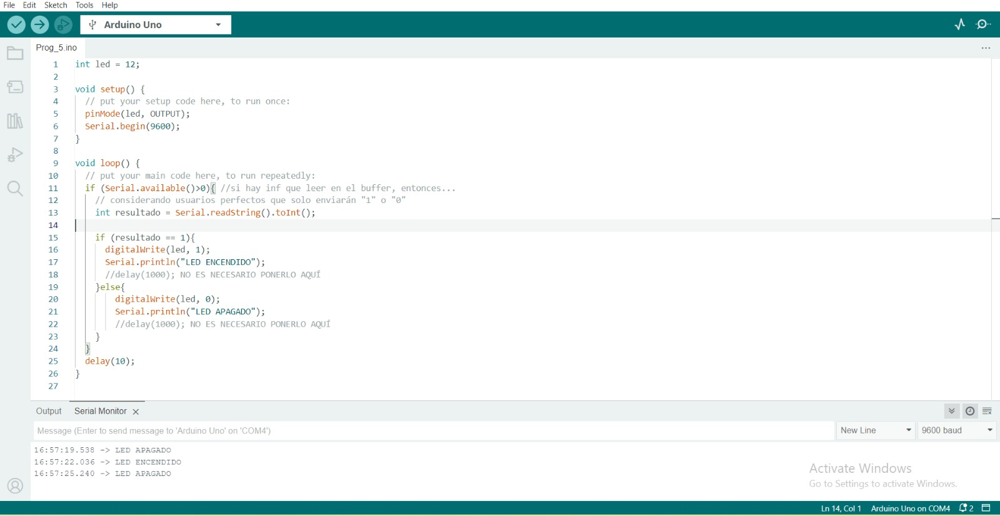 File Edit Sketch Tools Help
Arduino Uno
Prog_5.ino
...
1 int led = 12;
2
3 void setup() {
4 // put your setup code here, to run once:
5 pinMode(led, OUTPUT);
6 Serial.begin(9600);
7 }
8
9 void loop() {
10 // put your main code here, to run repeatedly:
11 if (Serial.available()>0){ //si hay inf que leer en el buffer, entonces...
12 // considerando usuarios perfectos que solo enviarán "1" o "0"
13 int resultado = Serial.readString().toInt();
14
15 if (resultado == 1){
16 digitalWrite(led, 1);
17 Serial.println("LED ENCENDIDO");
18 //delay(1000); NO ES NECESARIO PONERLO AQUÍ
19 }else{
20 digitalWrite(led, 0);
21 Serial.println("LED APAGADO");
22 //delay(1000); NO ES NECESARIO PONERLO AQUÍ
23 }
24 }
25 delay(10);
26 }
27
Output Serial Monitor
Message (Enter to send message to 'Arduino Uno' on 'COM4') New Line 9600 baud
16:57:19.538 -> LED APAGADO
16:57:22.036 -> LED ENCENDIDO
16:57:25.240 -> LED APAGADO
Activate Windows
Go to Settings to activate Windows.
Ln 14, Col 1 Arduino Uno on COM4 2